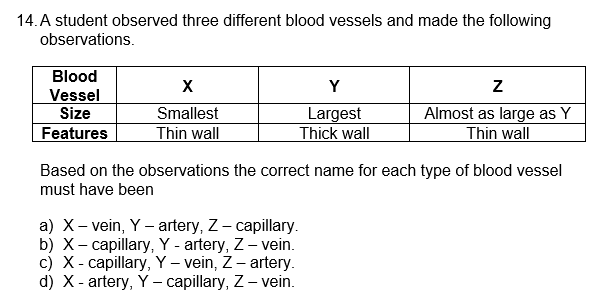 14. A student observed three different blood vessels and made the following
observations.
Blood Vessel X Y Z
Size Smallest Largest Almost as large as Y
Features Thin wall Thick wall Thin wall
Based on the observations the correct name for each type of blood vessel
must have been
a) X – vein, Y – artery, Z – capillary.
b) X – capillary, Y - artery, Z – vein.
c) X - capillary, Y – vein, Z – artery.
d) X - artery, Y – capillary, Z – vein.